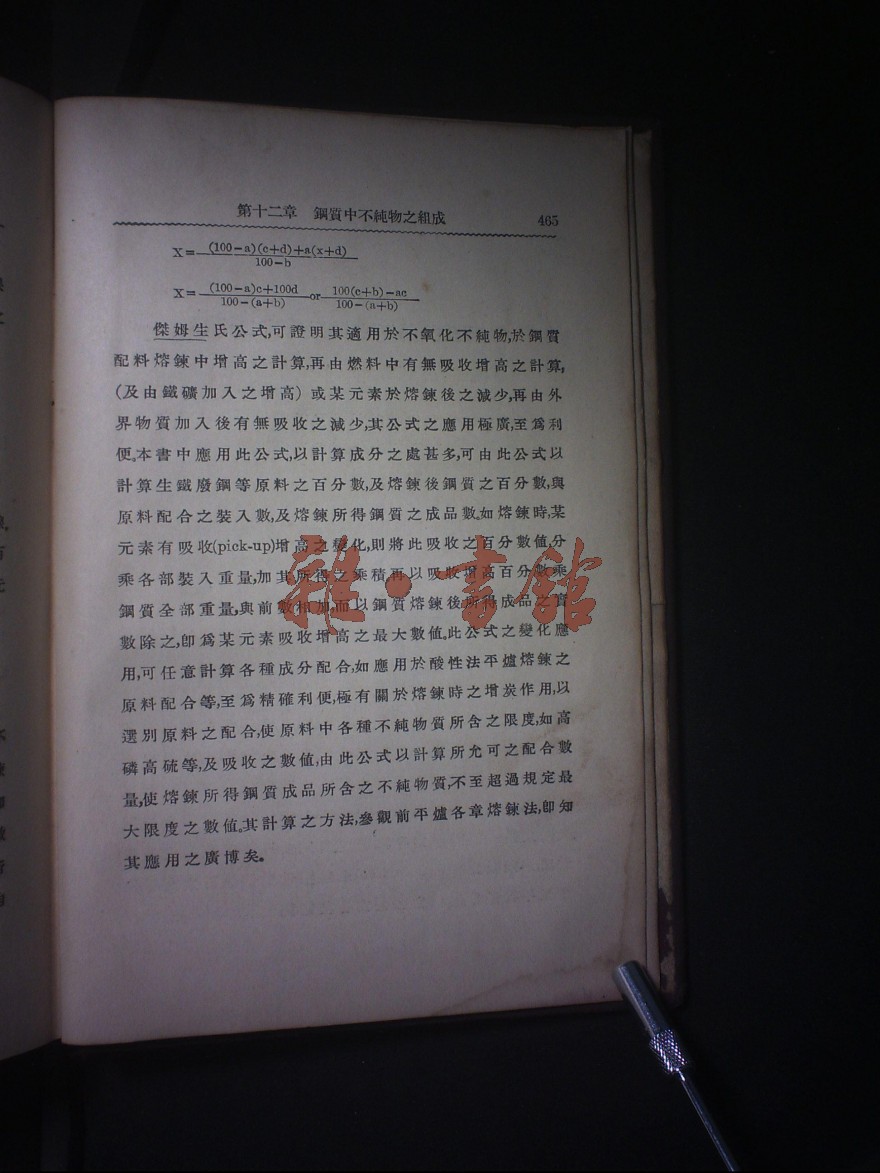 第十二章 鋼質中不純物之組成 465
X=(100-a)(c+d)+a(x+d)/100-b
X=(100-a)c+100d/100-(a+b) or 100(c+b)-ac/100-(a+b)
傑姆生氏公式,可證明其適用於不氧化不純物,於鋼質
配料熔鍊中增高之計算,再由燃料中有無吸收增高之計算,
(及由鐵礦加入之增高)或某元素於熔鍊後之減少,再由外
界物質加入後有無吸收之減少,其公式之應用極廣,至爲利
便。本書中應用此公式,以計算成分之處甚多,可由此公式以
計算生鐵廢鋼等原料之百分數,及熔鍊後鋼質之百分數,與
原料配合之裝入數,及熔鍊所得鋼質之成品數。如熔鍊時,某
元素有吸收(pick-up)增高之變化,則將此吸收之百分數值,分
乘各部裝入重量,加其所得之乘積再以吸收增高百分數乘
鋼質全部重量,與前數相加,而以鋼質熔鍊後所得成品之實
數除之,卽爲某元素吸收增高之最大數值。此公式之變化應
用,可任意計算各種成分配合,如應用於酸性法平爐熔鍊之
原料配合等,至爲精確利便,極有關於熔鍊時之增炭作用,以
選別原料之配合,使原料中各種不純物質所含之限度,如高
磷高硫等,及吸收之數值,由此公式以計算所允可之配合數
量,使熔鍊所得鋼質成品所含之不純物質,不至超過規定最
大限度之數值。其計算之方法,參觀前平爐各章熔鍊法,卽知
其應用之廣博矣。
雜·書館